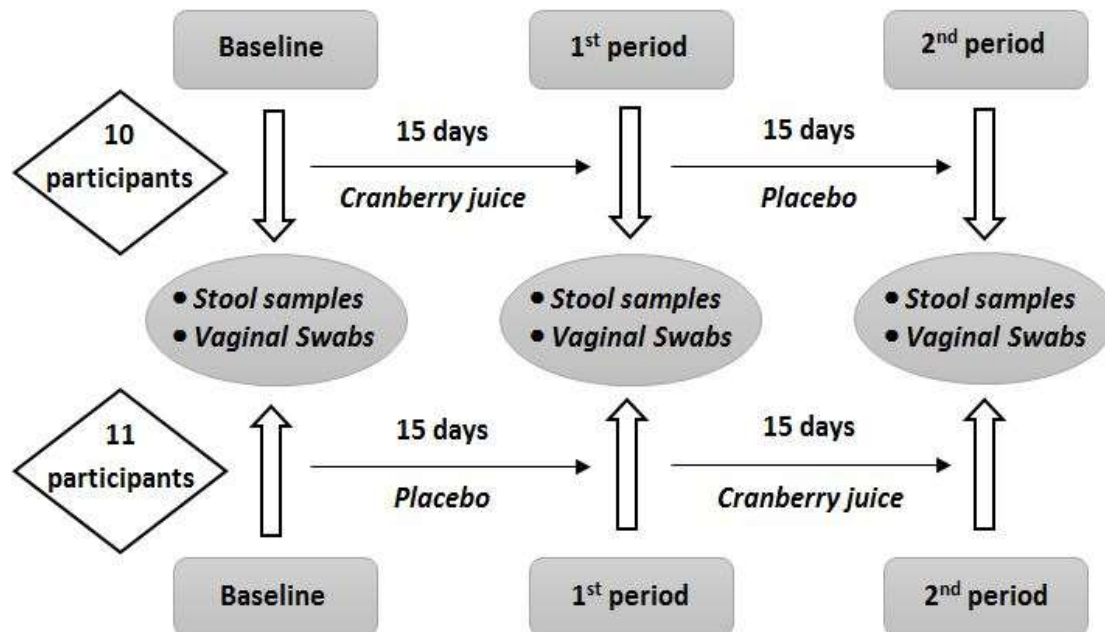 Baseline
1st period
2nd period
10
participants
15 days
Cranberry juice
15 days
Placebo
• Stool samples
• Vaginal Swabs
• Stool samples
• Vaginal Swabs
• Stool samples
• Vaginal Swabs
11
participants
15 days
Placebo
15 days
Cranberry juice
Baseline
1st period
2nd period